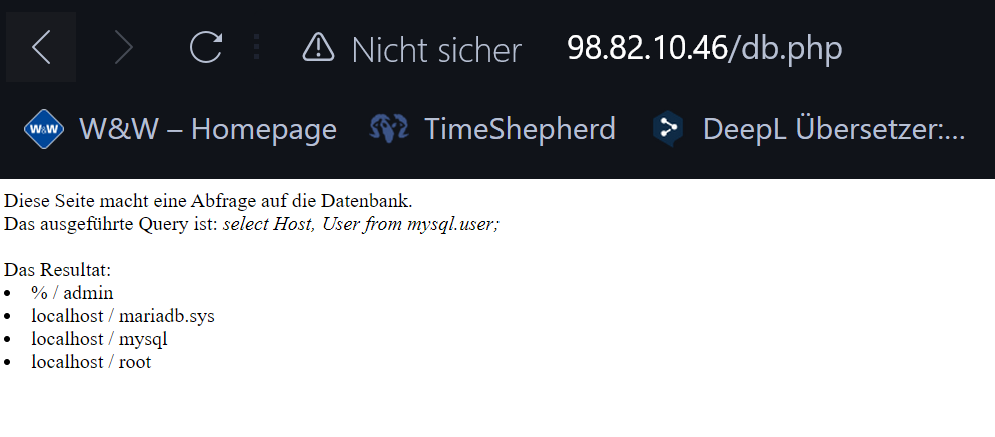 Nicht sicher 98.82.10.46/db.php
W&W W&W – Homepage TimeShepherd DeepL Übersetzer:...
Diese Seite macht eine Abfrage auf die Datenbank.
Das ausgeführte Query ist: select Host, User from mysql.user;
Das Resultat:
• % / admin
• localhost / mariadb.sys
• localhost / mysql
• localhost / root